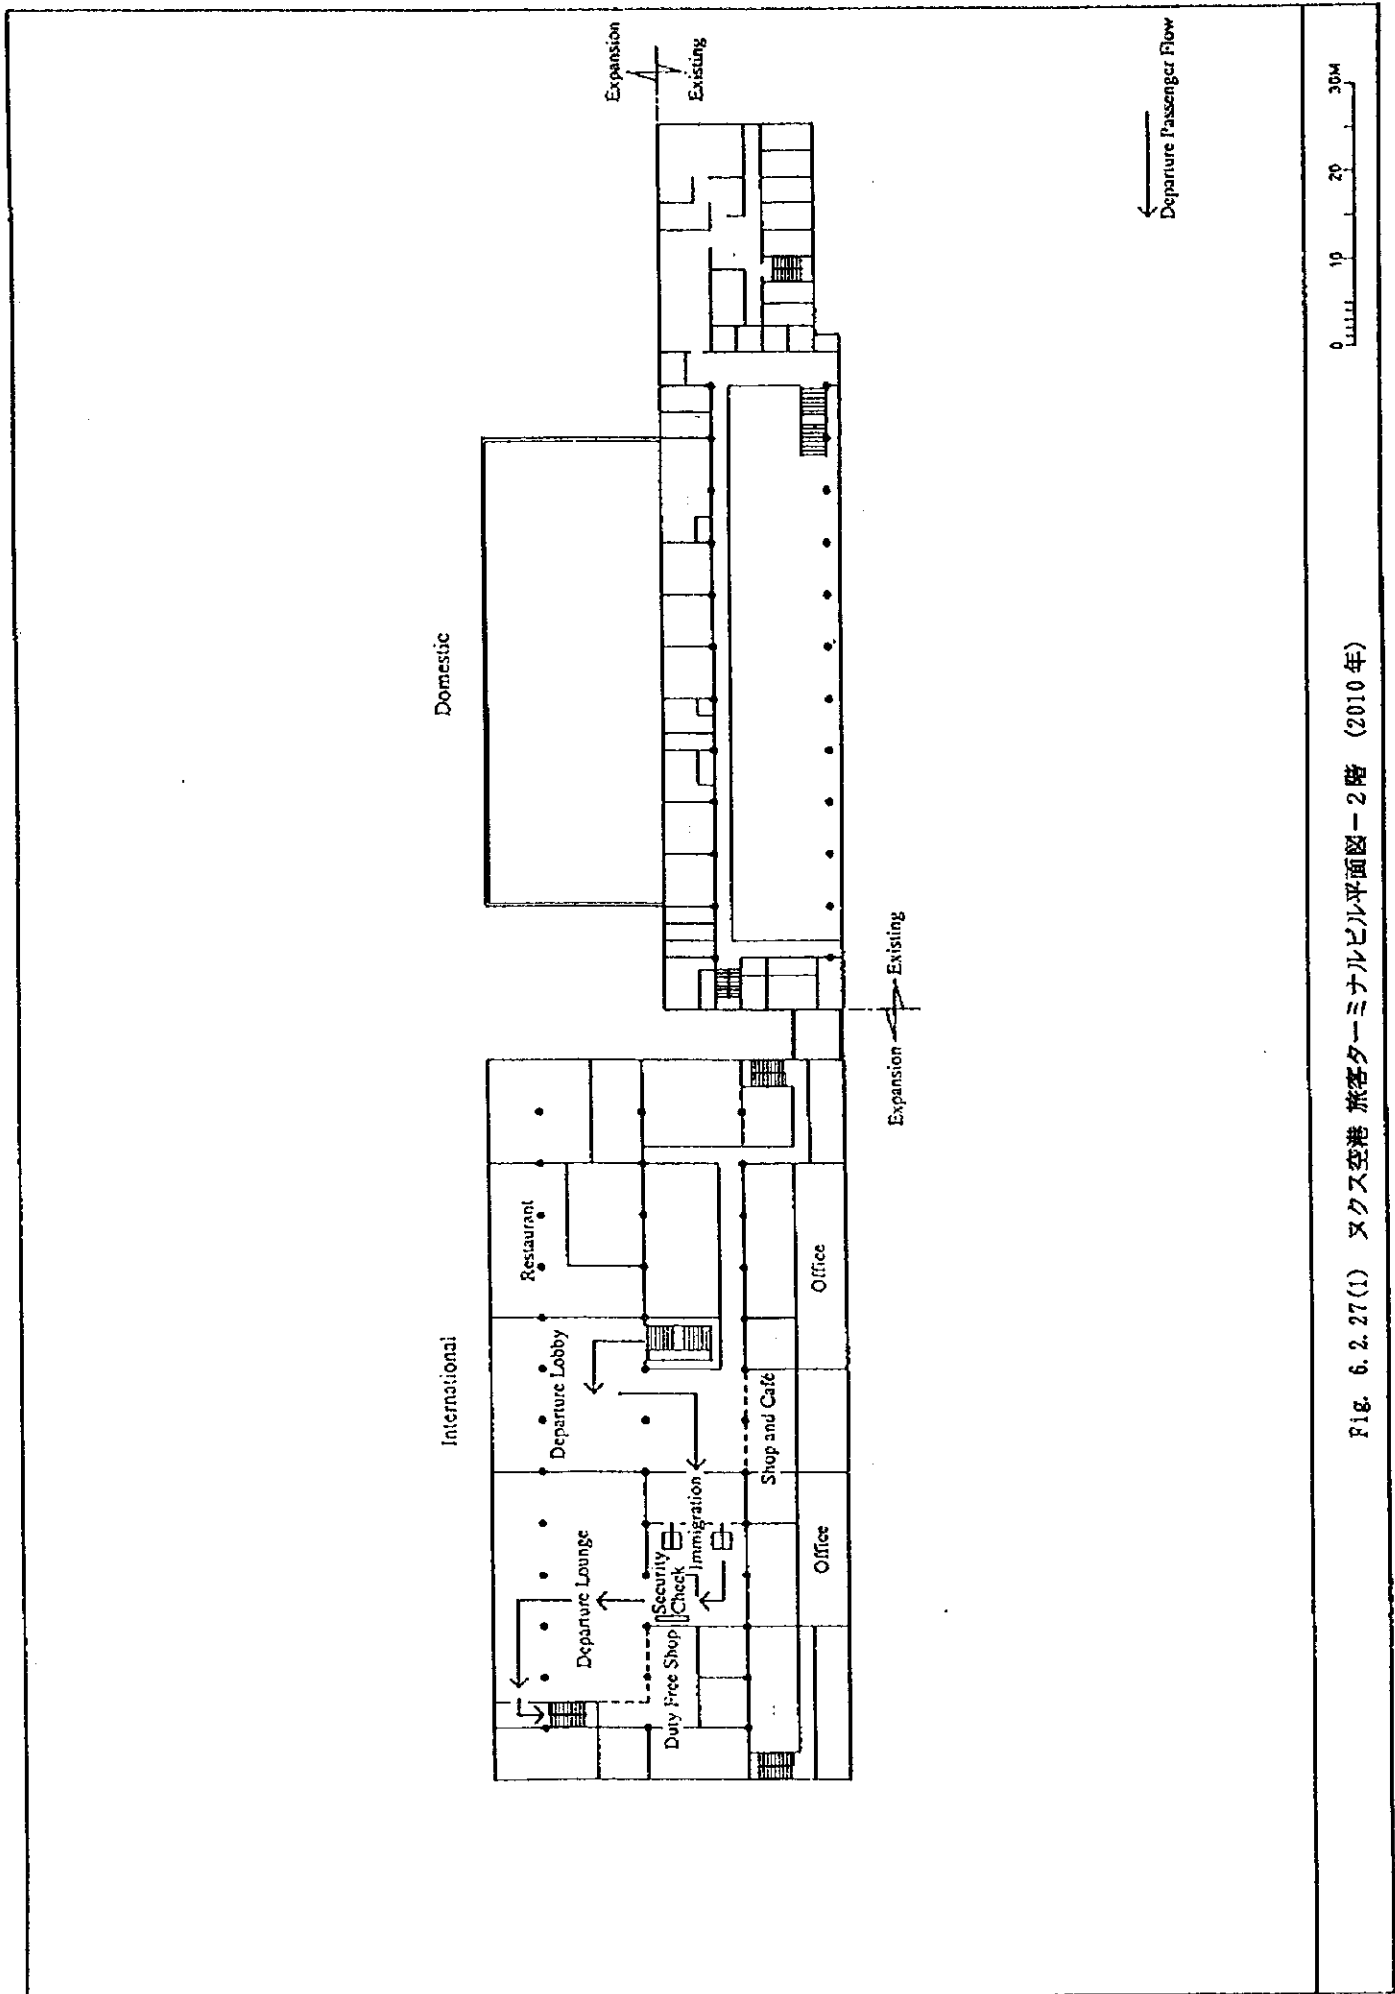 International
Domestic
Expansion
Existing
Restaurant
Departure Lobby
Departure Lounge
Security
Check
Immigration
Duty Free Shop
Shop and Café
Office
Office
Expansion
Existing
Departure Passenger Flow
0 10 20 30M
Fig. 6.2.27(1) ヌクス空港 旅客ターミナルビル平面図－2階 (2010年)